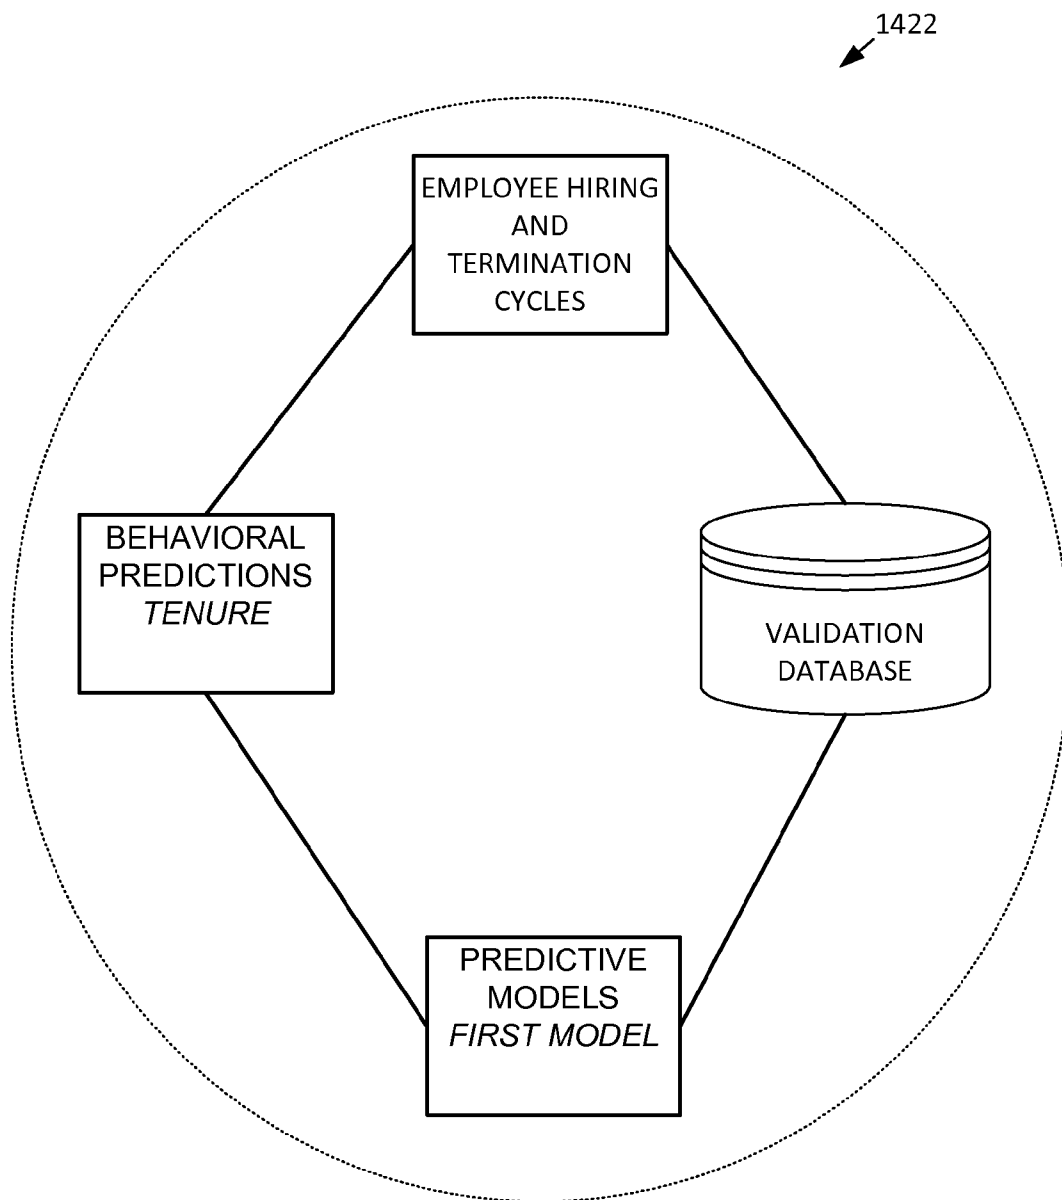 1422
EMPLOYEE HIRING
AND
TERMINATION
CYCLES
BEHAVIORAL
PREDICTIONS
TENURE
VALIDATION
DATABASE
PREDICTIVE
MODELS
FIRST MODEL